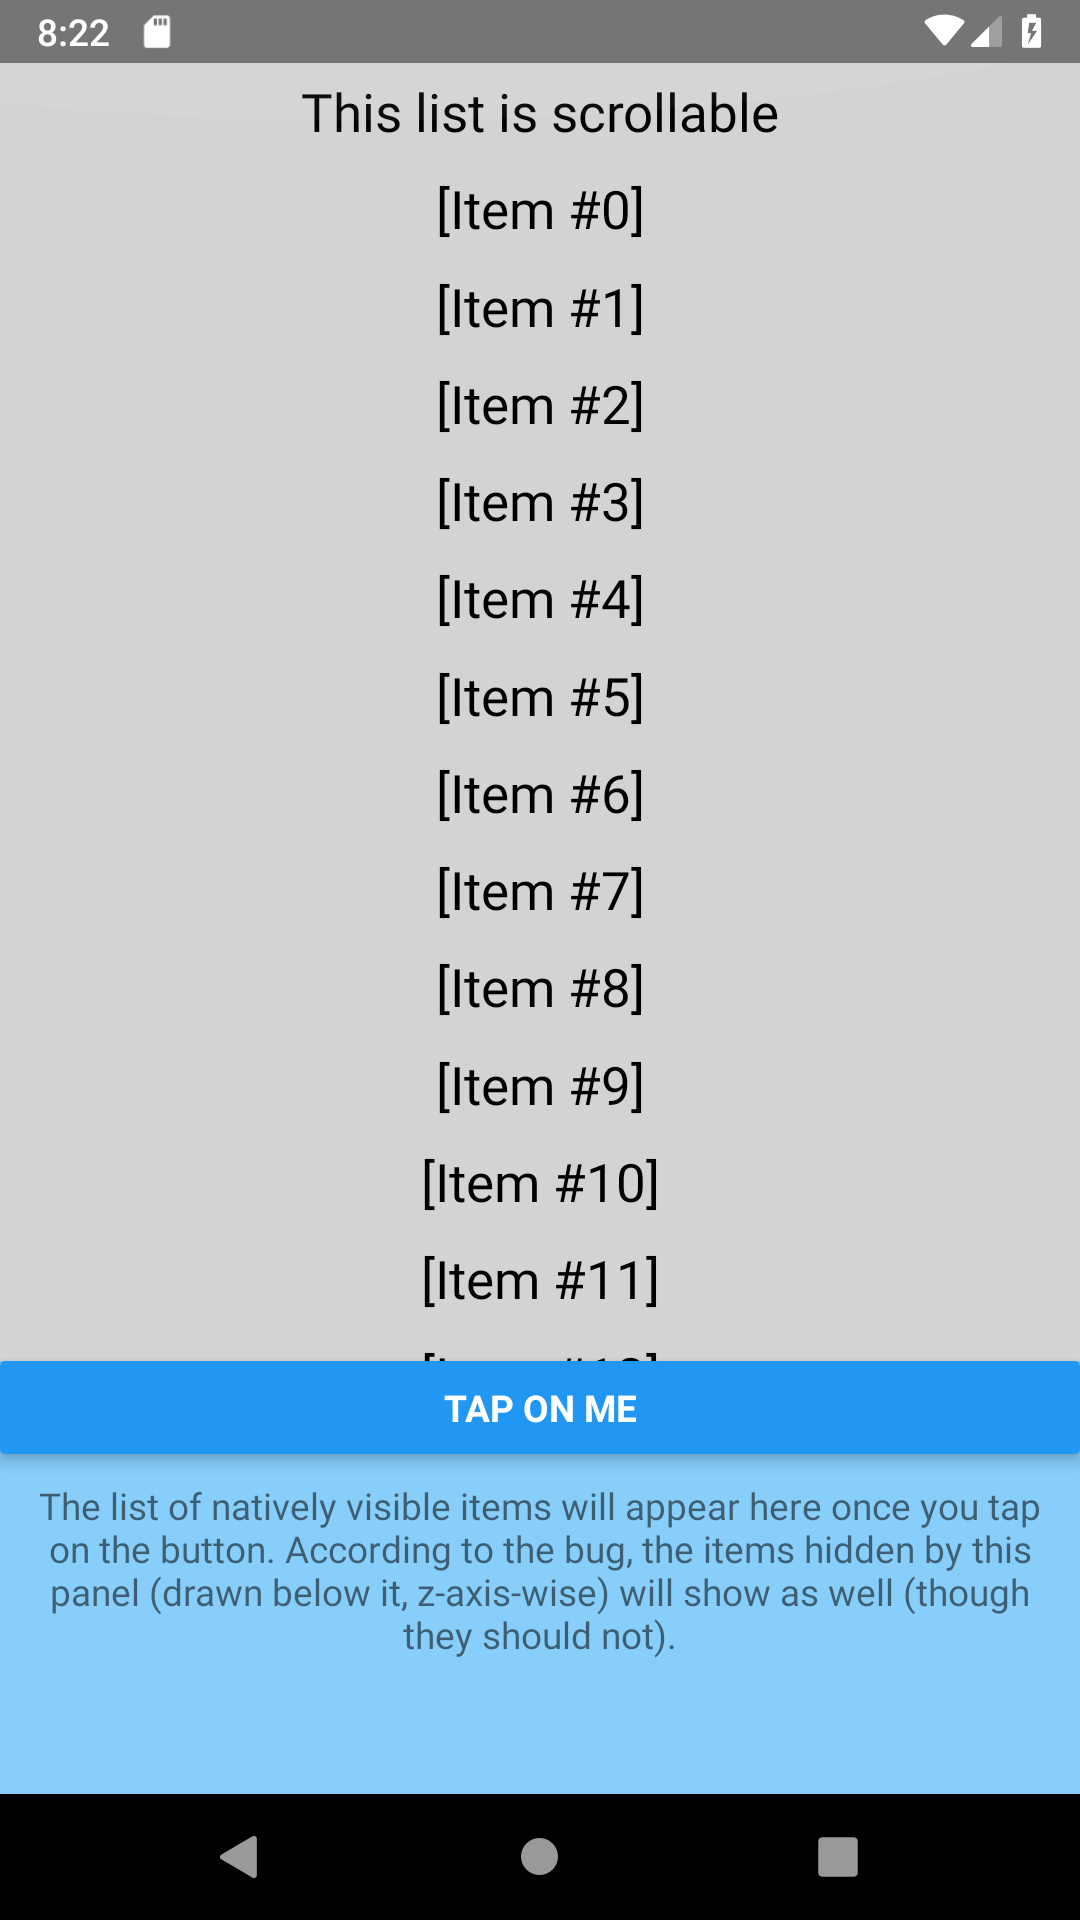 8:22
This list is scrollable
[Item #0]
[Item #1]
[Item #2]
[Item #3]
[Item #4]
[Item #5]
[Item #6]
[Item #7]
[Item #8]
[Item #9]
[Item #10]
[Item #11]
TAP ON ME
The list of natively visible items will appear here once you tap
on the button. According to the bug, the items hidden by this
panel (drawn below it, z-axis-wise) will show as well (though
they should not).